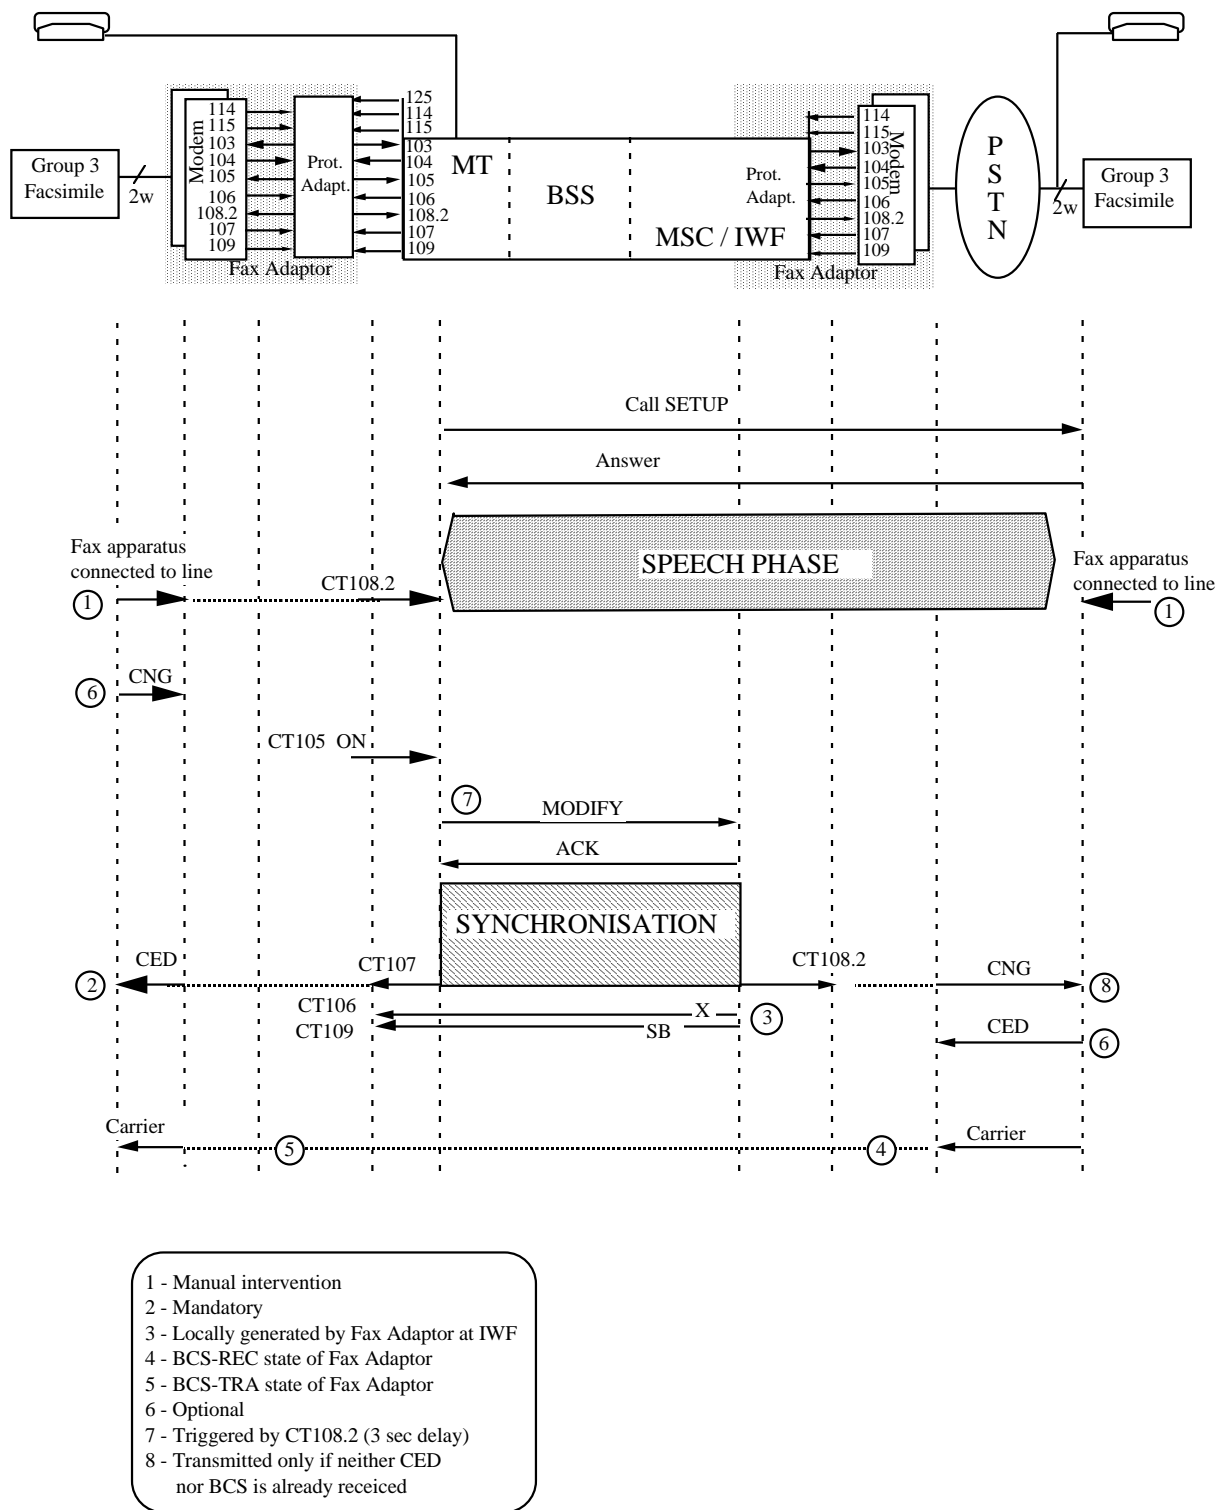 125
114
115
103
104
105
106
108.2
107
109
Modem
Prot.
Adapt.
114
115
103
104
105
106
108.2
107
109
Group 3
Facsimile
2w
Fax Adaptor
MT
BSS
MSC / IWF
Prot.
Adapt.
114
115
103
104
105
106
108.2
107
109
Modem
Fax Adaptor
PSTN
2w
Group 3
Facsimile
Call SETUP
Answer
SPEECH PHASE
Fax apparatus
connected to line
1
CT108.2
Fax apparatus
connected to line
1
6
CNG
CT105 ON
7
MODIFY
ACK
SYNCHRONISATION
2
CED
CT107
CT108.2
CNG
8
CT106
X
3
CT109
SB
CED
6
Carrier
5
4
Carrier
1 - Manual intervention
2 - Mandatory
3 - Locally generated by Fax Adaptor at IWF
4 - BCS-REC state of Fax Adaptor
5 - BCS-TRA state of Fax Adaptor
6 - Optional
7 - Triggered by CT108.2 (3 sec delay)
8 - Transmitted only if neither CED
nor BCS is already receiced